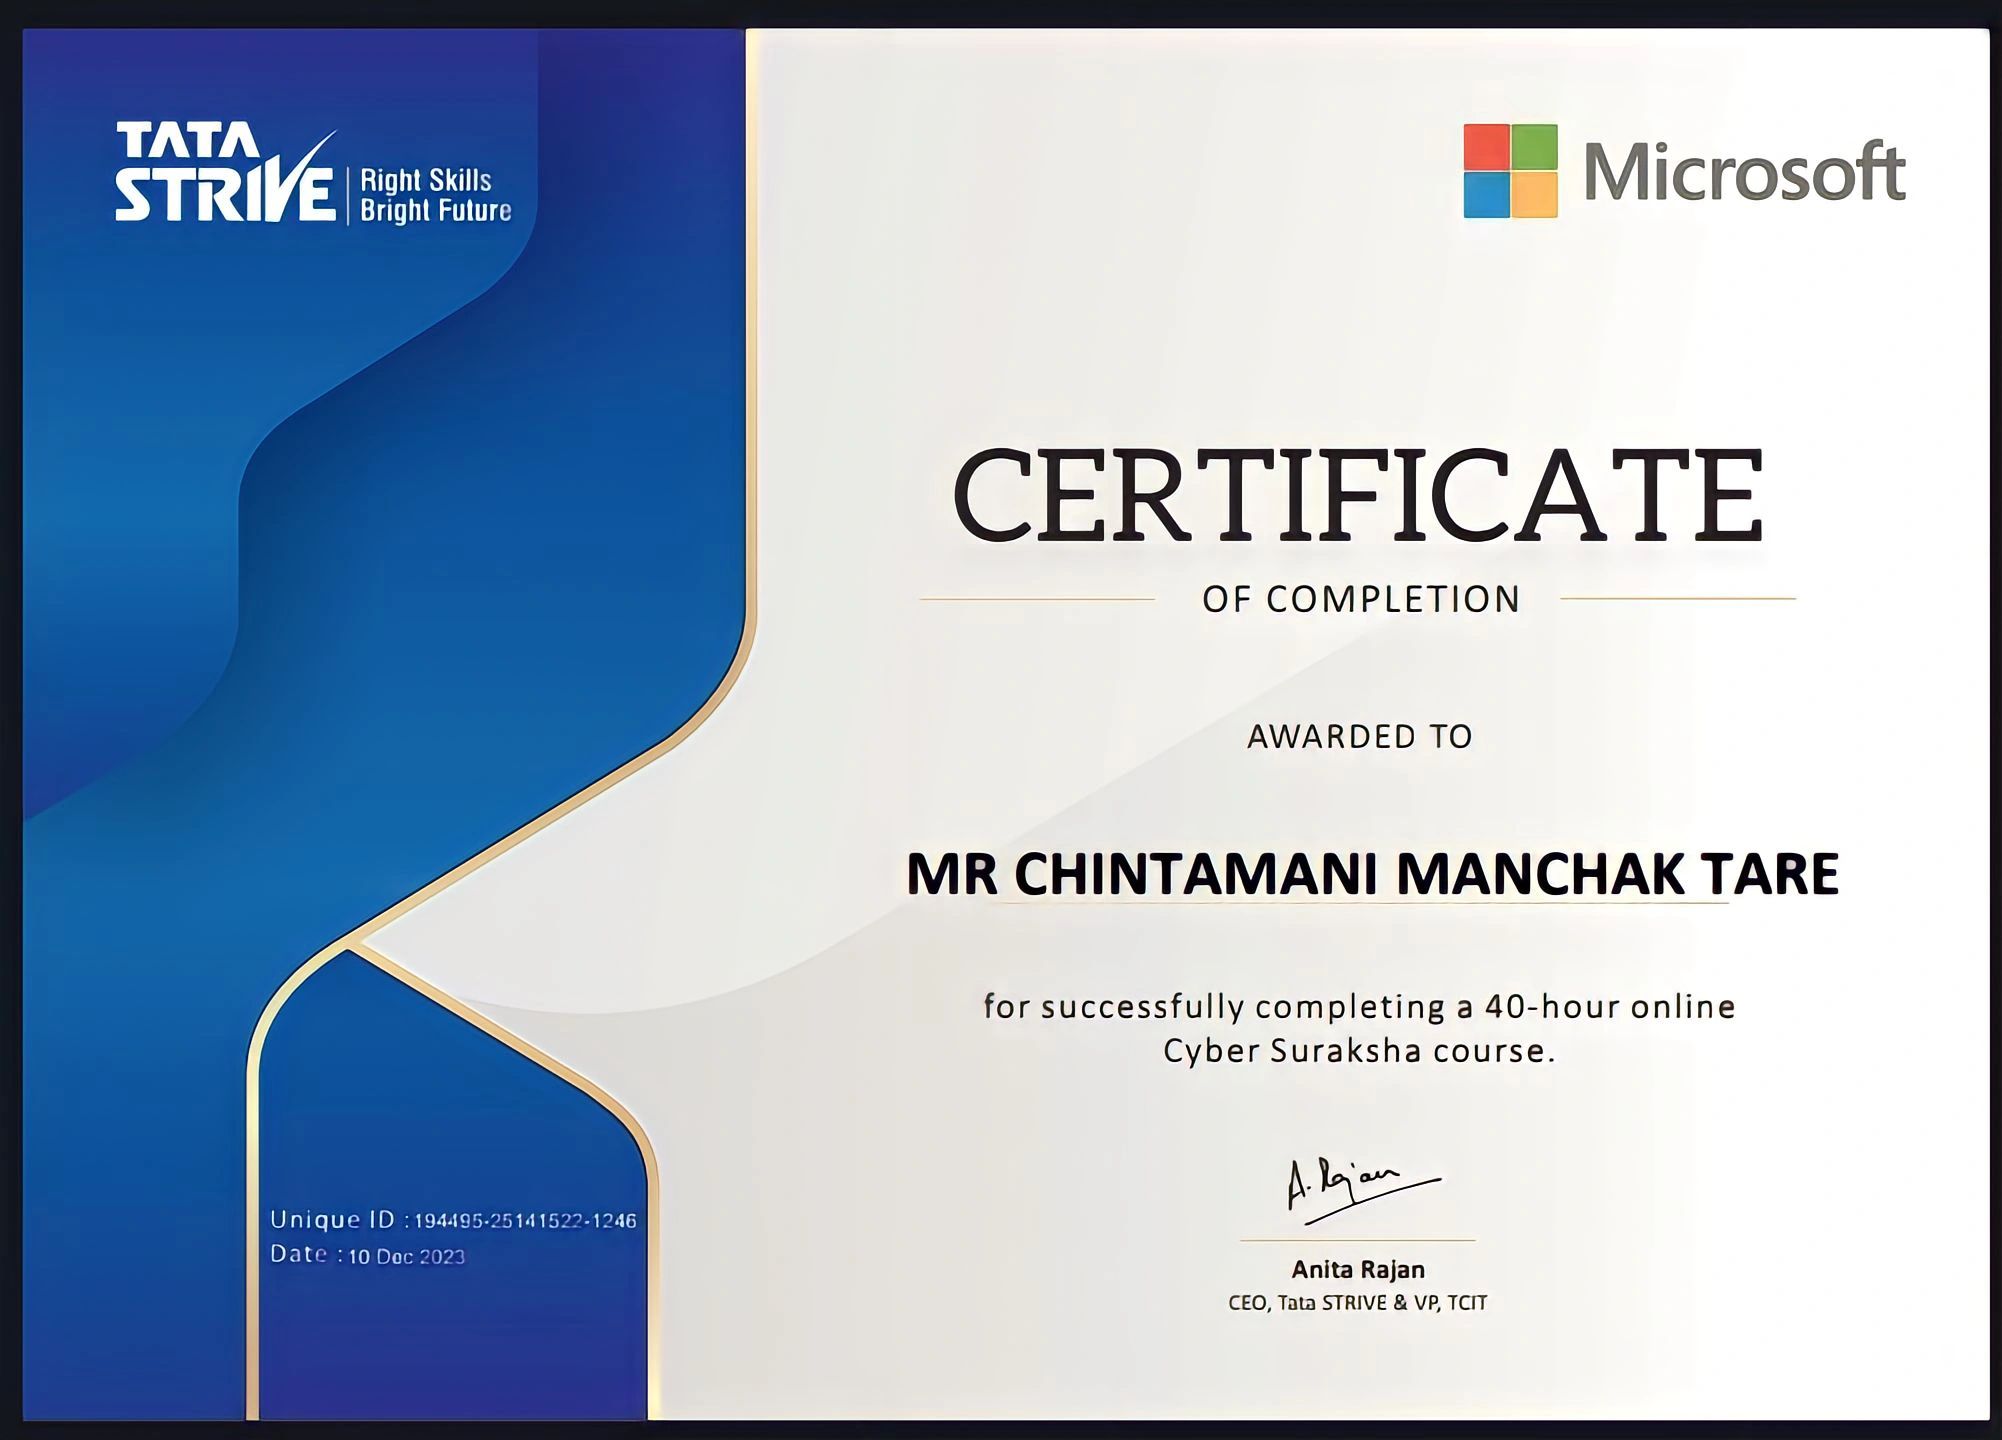 TATA
STRIVE
Right Skills
Bright Future
Microsoft
CERTIFICATE
OF COMPLETION
AWARDED TO
MR CHINTAMANI MANCHAK TARE
for successfully completing a 40-hour online
Cyber Suraksha course.
A. Rajan
Anita Rajan
CEO, Tata STRIVE & VP, TCIT
Unique ID : 194495-25141522-1246
Date : 10 Dec 2023